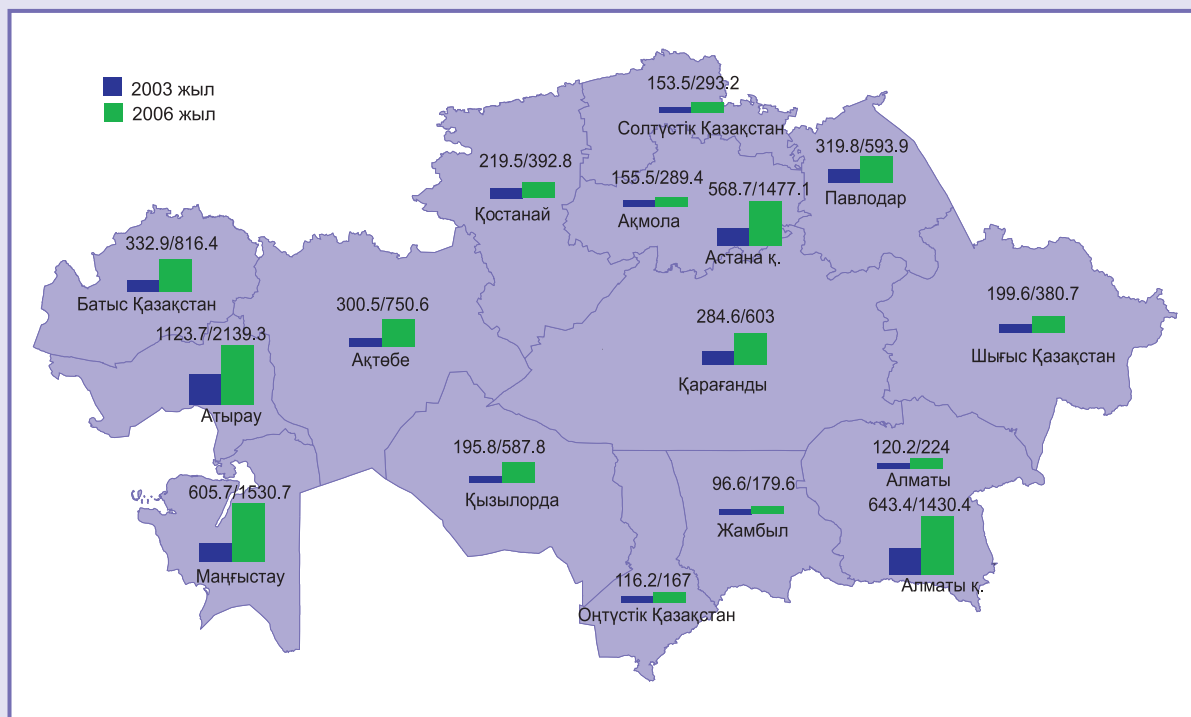 2003 жыл
2006 жыл
153.5/293.2
Солтүстік Қазақстан
219.5/392.8
Қостанай
155.5/289.4
Ақмола
568.7/1477.1
Астана қ.
319.8/593.9
Павлодар
332.9/816.4
Батыс Қазақстан
1123.7/2139.3
Атырау
300.5/750.6
Ақтөбе
284.6/603
Қарағанды
199.6/380.7
Шығыс Қазақстан
195.8/587.8
Қызылорда
605.7/1530.7
Маңғыстау
96.6/179.6
Жамбыл
120.2/224
Алматы
643.4/1430.4
Алматы қ.
116.2/167
Оңтүстік Қазақстан